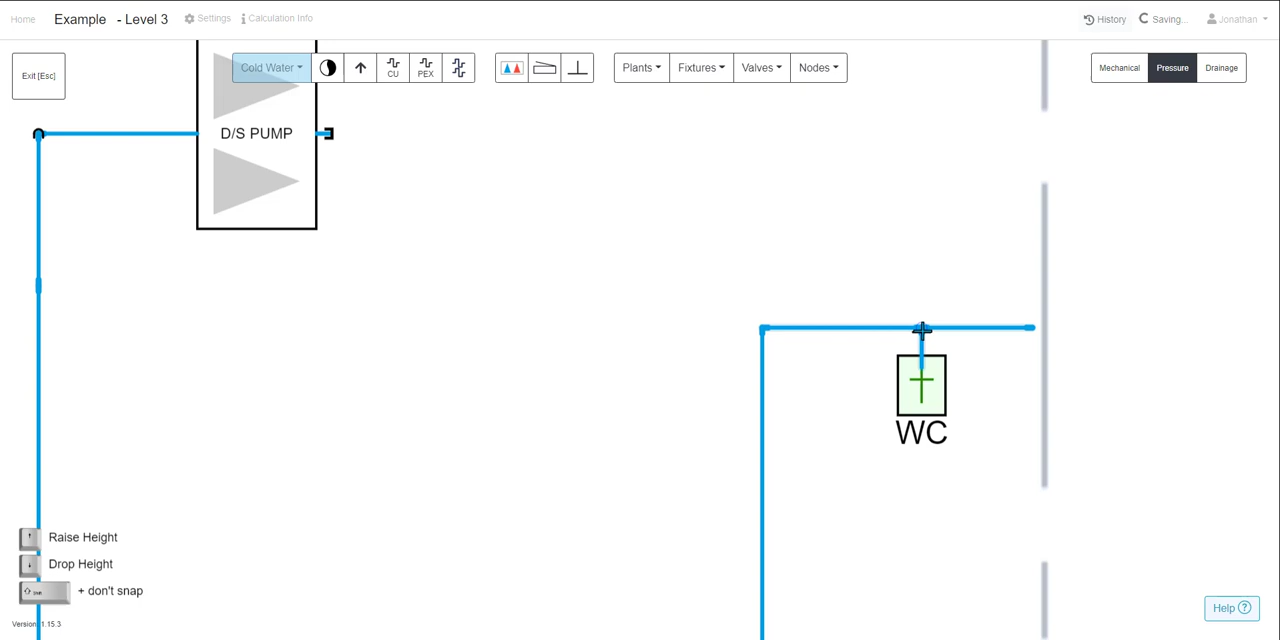 Home Example - Level 3 Settings Calculation Info History Saving... Jonathan
Exit [Esc] Cold Water CU PEX Plants Fixtures Valves Nodes Mechanical Pressure Drainage
D/S PUMP
WC
Raise Height
Drop Height
+ don't snap
Help
Version: 1.15.3